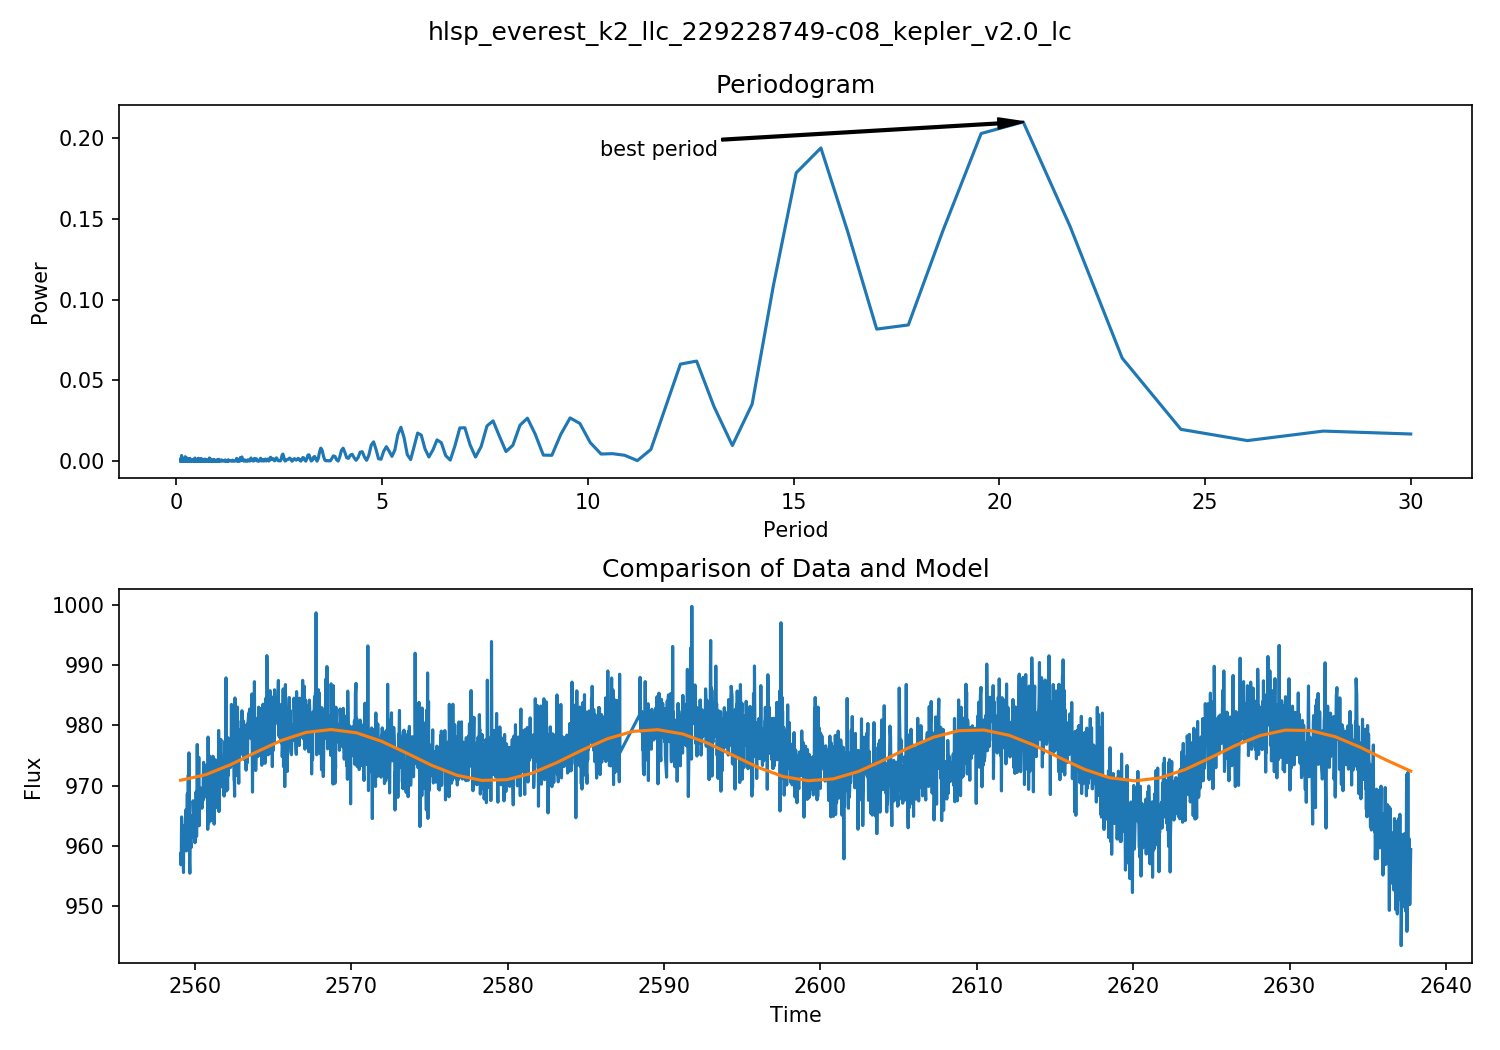 hlsp_everest_k2_llc_229228749-c08_kepler_v2.0_lc
Periodogram
best period
0.20
0.15
0.10
0.05
0.00
Power
0 5 10 15 20 25 30
Period
Comparison of Data and Model
1000
990
980
970
960
950
Flux
2560 2570 2580 2590 2600 2610 2620 2630 2640
Time